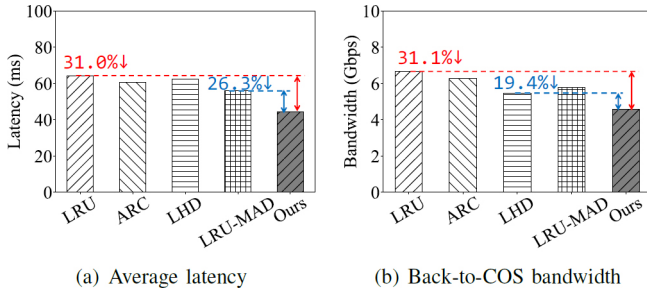 100
80
60
40
20
0
Latency (ms)
31.0%↓
26.3%↓
LRU
ARC
LHD
LRU-MAD
Ours
(a) Average latency
10
8
6
4
2
0
Bandwidth (Gbps)
31.1%↓
19.4%↓
LRU
ARC
LHD
LRU-MAD
Ours
(b) Back-to-COS bandwidth